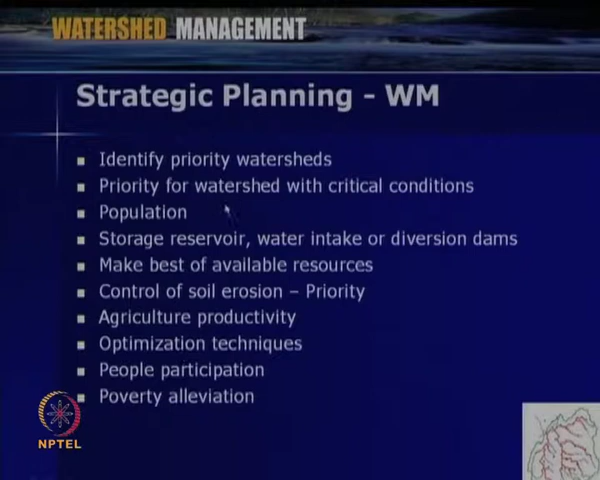 WATERSHED MANAGEMENT
Strategic Planning - WM
Identify priority watersheds
Priority for watershed with critical conditions
Population
Storage reservoir, water intake or diversion dams
Make best of available resources
Control of soil erosion – Priority
Agriculture productivity
Optimization techniques
People participation
Poverty alleviation
NPTEL